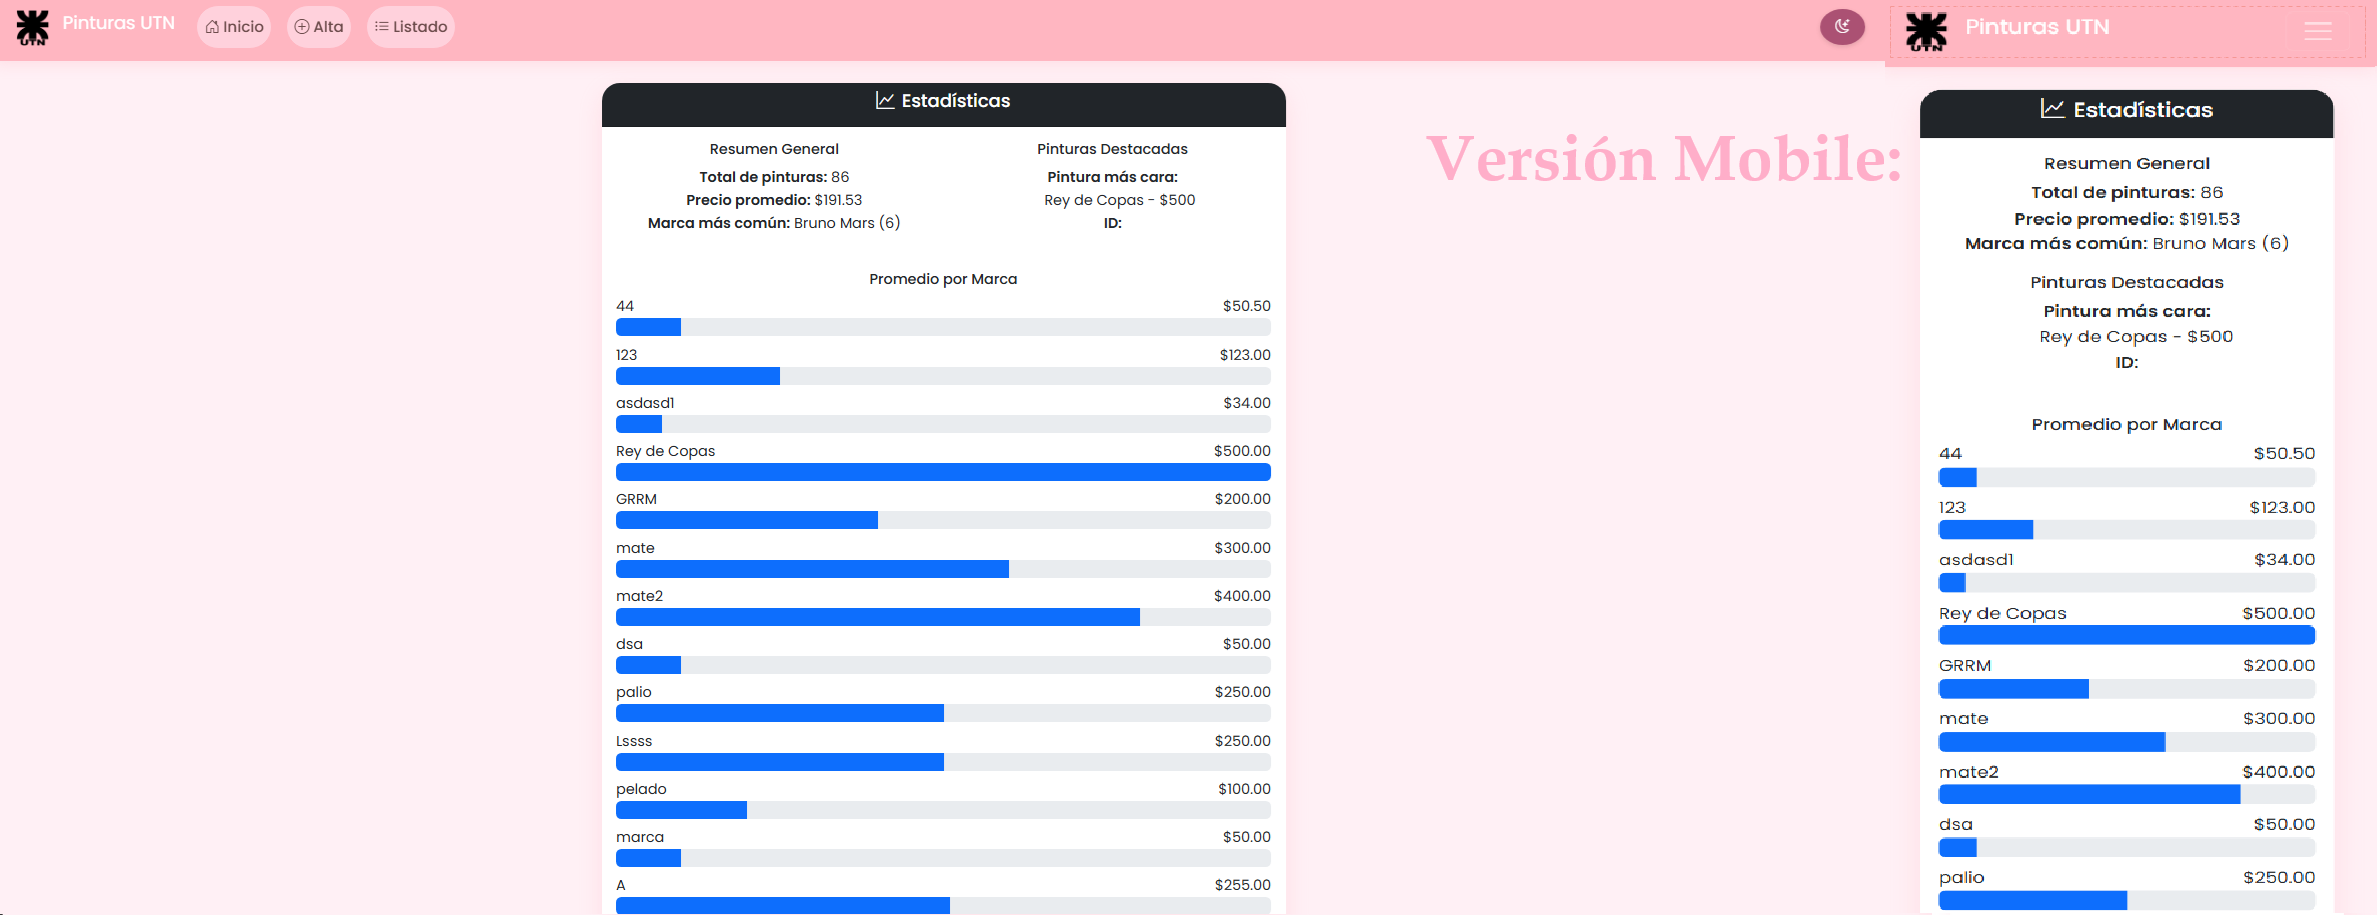 UTN
Pinturas UTN
Inicio
Alta
Listado
Estadísticas
Resumen General
Total de pinturas: 86
Precio promedio: $191.53
Marca más común: Bruno Mars (6)
Pinturas Destacadas
Pintura más cara:
Rey de Copas - $500
ID:
Promedio por Marca
44 $50.50
123 $123.00
asdasd1 $34.00
Rey de Copas $500.00
GRRM $200.00
mate $300.00
mate2 $400.00
dsa $50.00
palio $250.00
Lssss $250.00
pelado $100.00
marca $50.00
A $255.00
Versión Mobile:
UTN
Pinturas UTN
Estadísticas
Resumen General
Total de pinturas: 86
Precio promedio: $191.53
Marca más común: Bruno Mars (6)
Pinturas Destacadas
Pintura más cara:
Rey de Copas - $500
ID:
Promedio por Marca
44 $50.50
123 $123.00
asdasd1 $34.00
Rey de Copas $500.00
GRRM $200.00
mate $300.00
mate2 $400.00
dsa $50.00
palio $250.00